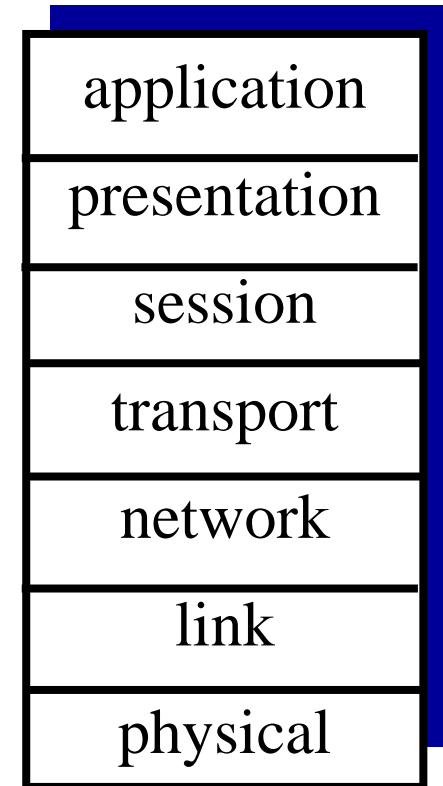 application
presentation
session
transport
network
link
physical